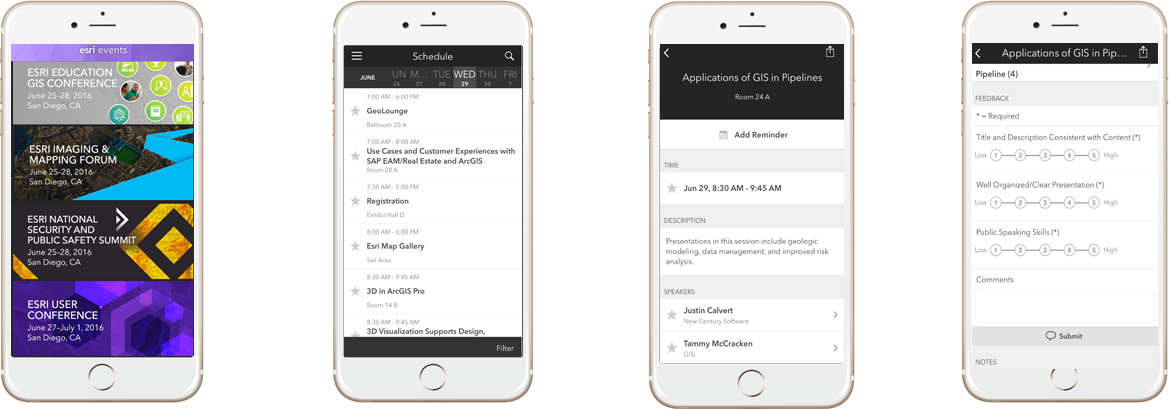 esri events
ESRI EDUCATION
GIS CONFERENCE
June 25-28, 2016
San Diego, CA
ESRI IMAGING &
MAPPING FORUM
June 25-28, 2016
San Diego, CA
ESRI NATIONAL
SECURITY AND
PUBLIC SAFETY SUMMIT
June 25-28, 2016
San Diego, CA
ESRI USER
CONFERENCE
June 27-July 1, 2016
San Diego, CA
Schedule
JUNE UN M... TUE WED THU FRI
26 27 28 29 30 1
7:00 AM - 6:00 PM
GeoLounge
Ballroom 20 A
7:00 AM - 8:00 AM
Use Cases and Customer Experiences with
SAP EAM/Real Estate and ArcGIS
Room 28 A
7:30 AM - 5:00 PM
Registration
Exhibit Hall D
8:00 AM - 6:00 PM
Esri Map Gallery
Sail Area
8:30 AM - 9:45 AM
3D in ArcGIS Pro
Room 14 B
8:30 AM - 9:45 AM
3D Visualization Supports Design,
Filter
Applications of GIS in Pipelines
Room 24 A
Add Reminder
TIME
Jun 29, 8:30 AM - 9:45 AM
DESCRIPTION
Presentations in this session include geologic
modeling, data management, and improved risk
analysis.
SPEAKERS
Justin Calvert
New Century Software
Tammy McCracken
GISi
Applications of GIS in Pip...
Pipeline (4)
FEEDBACK
* = Required
Title and Description Consistent with Content (*)
Low 1 2 3 4 5 High
Well Organized/Clear Presentation (*)
Low 1 2 3 4 5 High
Public Speaking Skills (*)
Low 1 2 3 4 5 High
Comments
Submit
NOTES